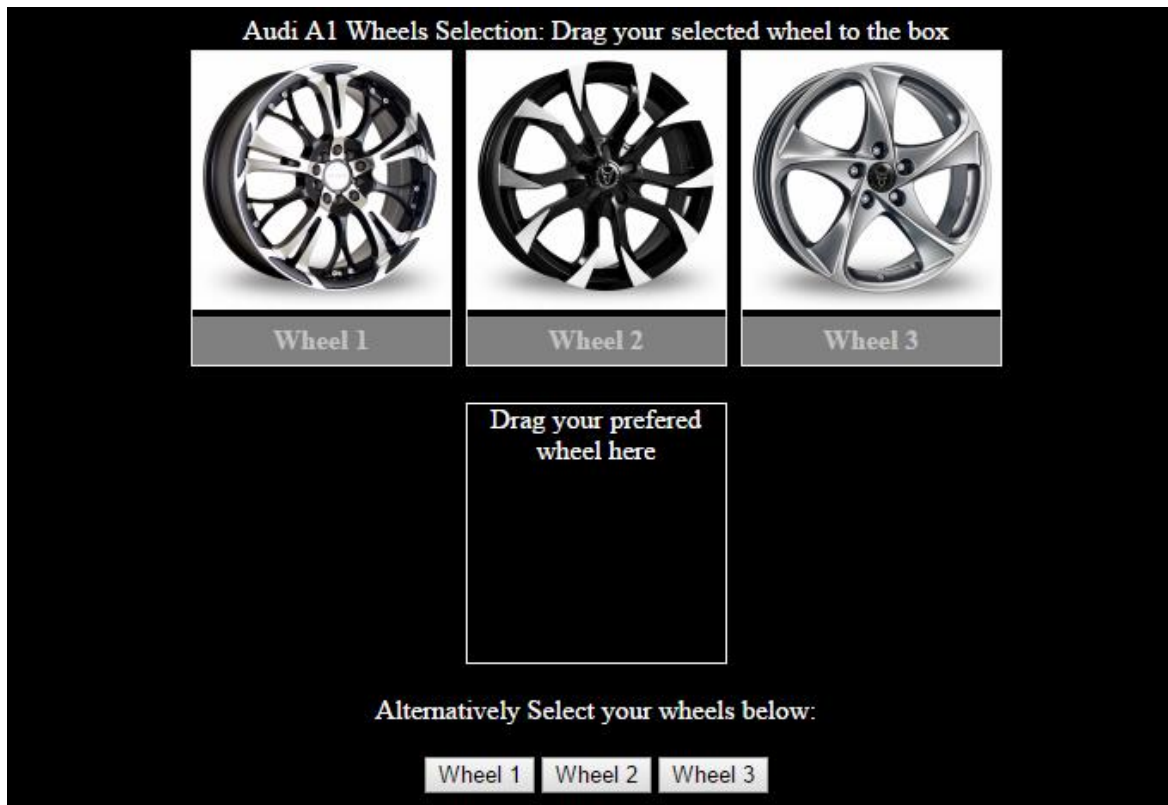 Audi A1 Wheels Selection: Drag your selected wheel to the box
Wheel 1
Wheel 2
Wheel 3
Drag your prefered
wheel here
Alternatively Select your wheels below:
Wheel 1
Wheel 2
Wheel 3